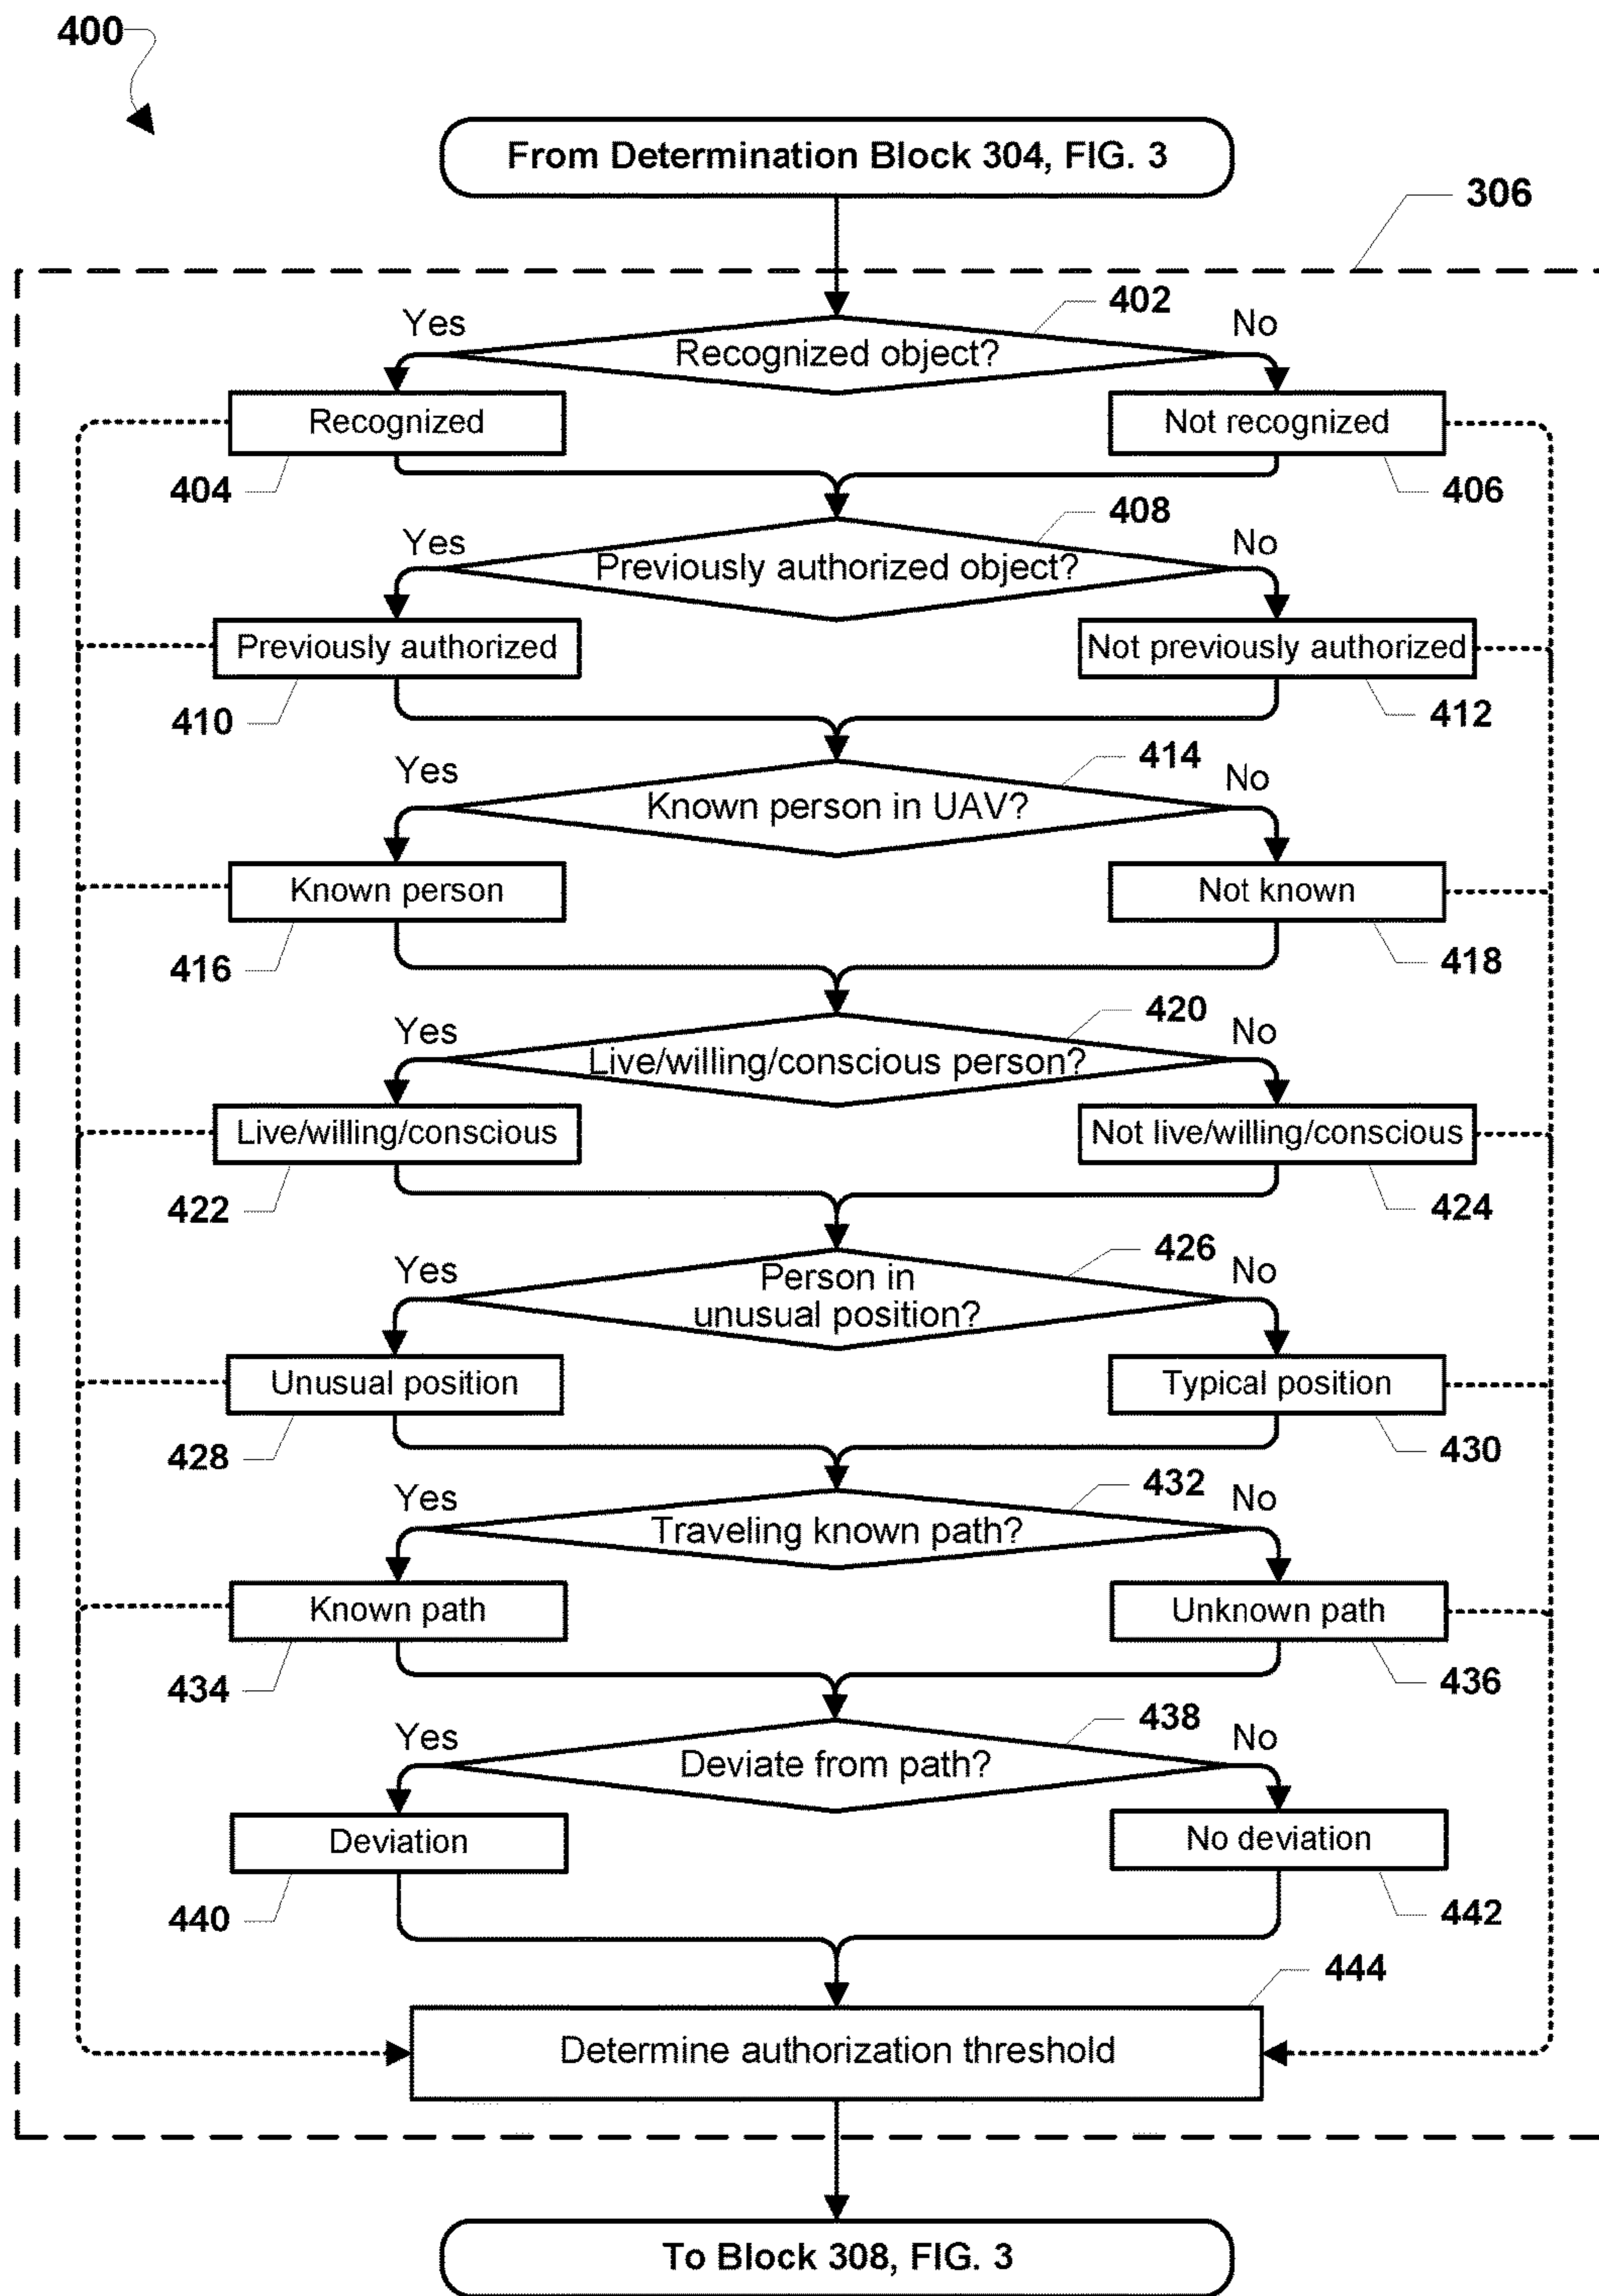 400
From Determination Block 304, FIG. 3
306
402
Yes
No
Recognized object?
Recognized
Not recognized
404
406
408
Yes
No
Previously authorized object?
Previously authorized
Not previously authorized
410
412
414
Yes
No
Known person in UAV?
Known person
Not known
416
418
420
Yes
No
Live/willing/conscious person?
Live/willing/conscious
Not live/willing/conscious
422
424
426
Yes
No
Person in
unusual position?
Unusual position
Typical position
428
430
432
Yes
No
Traveling known path?
Known path
Unknown path
434
436
438
Yes
No
Deviate from path?
Deviation
No deviation
440
442
444
Determine authorization threshold
To Block 308, FIG. 3